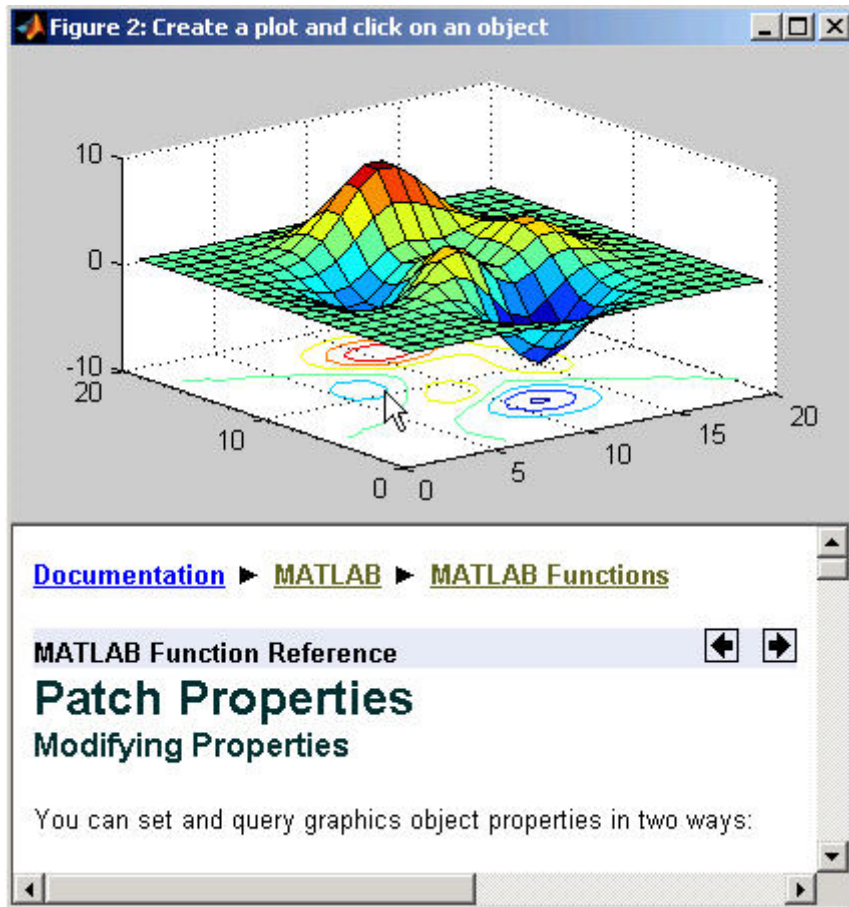 Figure 2: Create a plot and click on an object
10
0
-10
20
10
0
0
5
10
15
20
Documentation ► MATLAB ► MATLAB Functions
MATLAB Function Reference
Patch Properties
Modifying Properties
You can set and query graphics object properties in two ways: